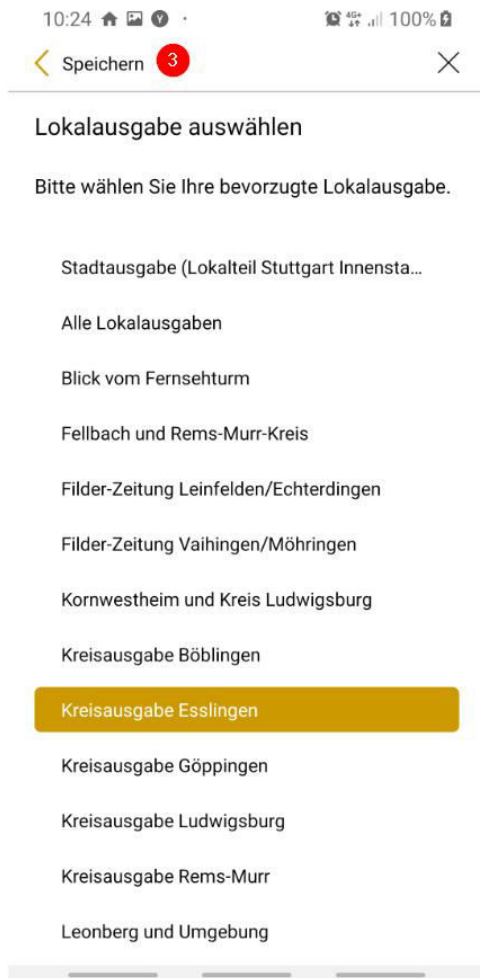 10:24
4G+ 100%
Speichern 3
Lokalausgabe auswählen
Bitte wählen Sie Ihre bevorzugte Lokalausgabe.
Stadtausgabe (Lokalteil Stuttgart Innensta...
Alle Lokalausgaben
Blick vom Fernsehturm
Fellbach und Rems-Murr-Kreis
Filder-Zeitung Leinfelden/Echterdingen
Filder-Zeitung Vaihingen/Möhringen
Kornwestheim und Kreis Ludwigsburg
Kreisausgabe Böblingen
Kreisausgabe Esslingen
Kreisausgabe Göppingen
Kreisausgabe Ludwigsburg
Kreisausgabe Rems-Murr
Leonberg und Umgebung